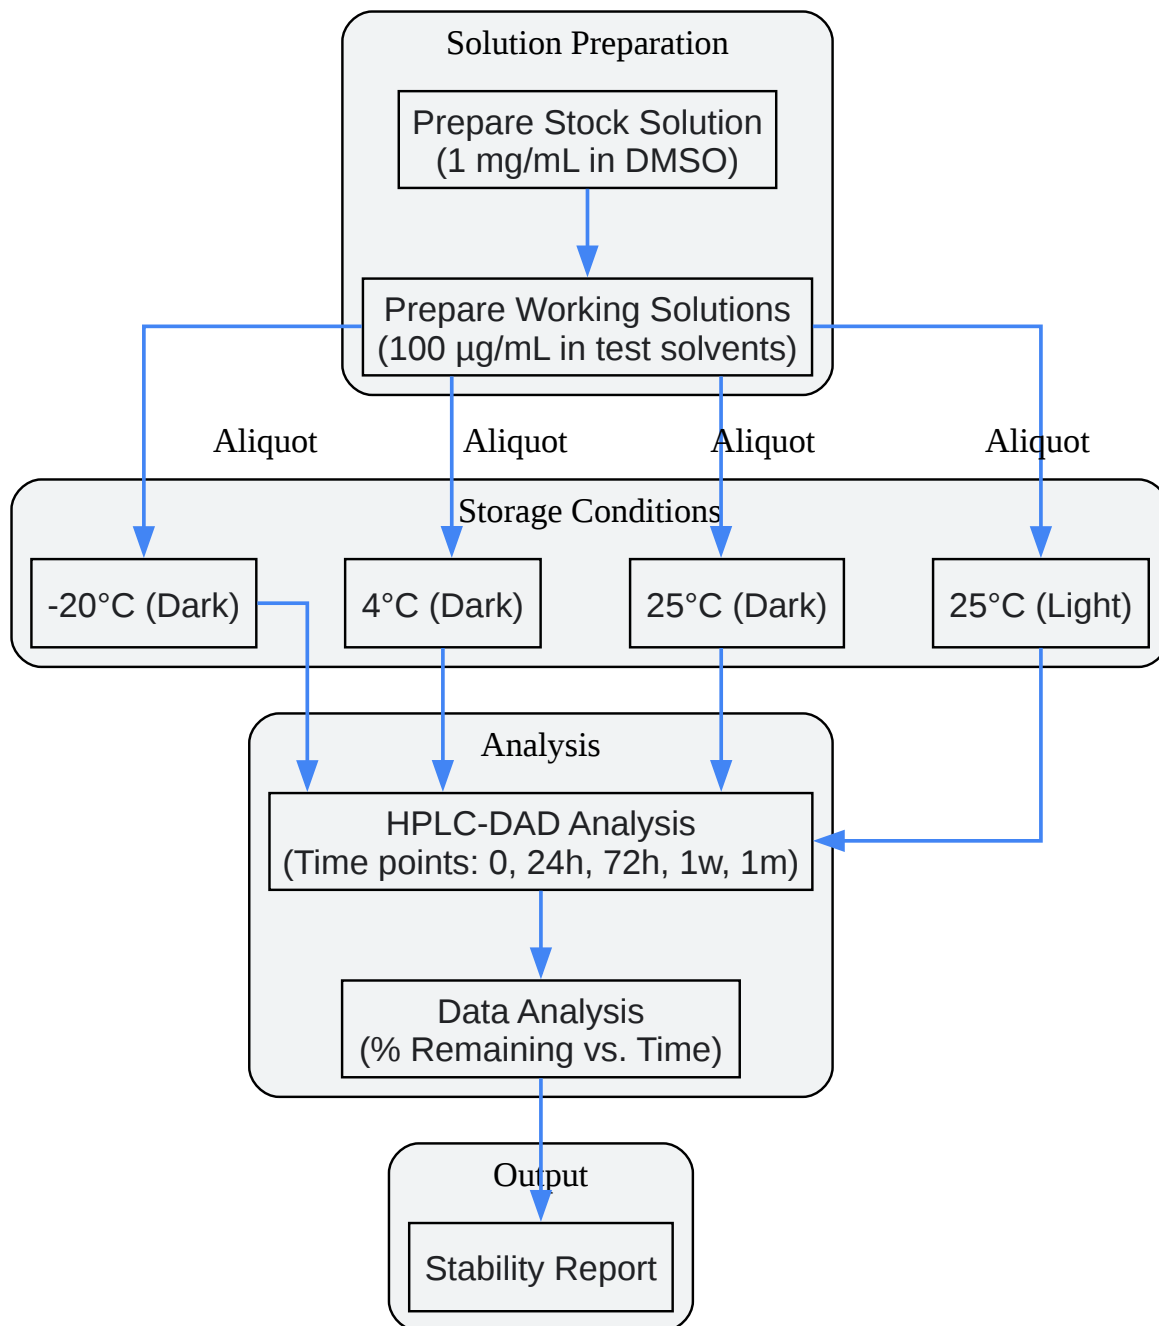 Solution Preparation
Prepare Stock Solution
(1 mg/mL in DMSO)
Prepare Working Solutions
(100 µg/mL in test solvents)
Aliquot
Aliquot
Aliquot
Aliquot
Storage Conditions
-20°C (Dark)
4°C (Dark)
25°C (Dark)
25°C (Light)
Analysis
HPLC-DAD Analysis
(Time points: 0, 24h, 72h, 1w, 1m)
Data Analysis
(% Remaining vs. Time)
Output
Stability Report